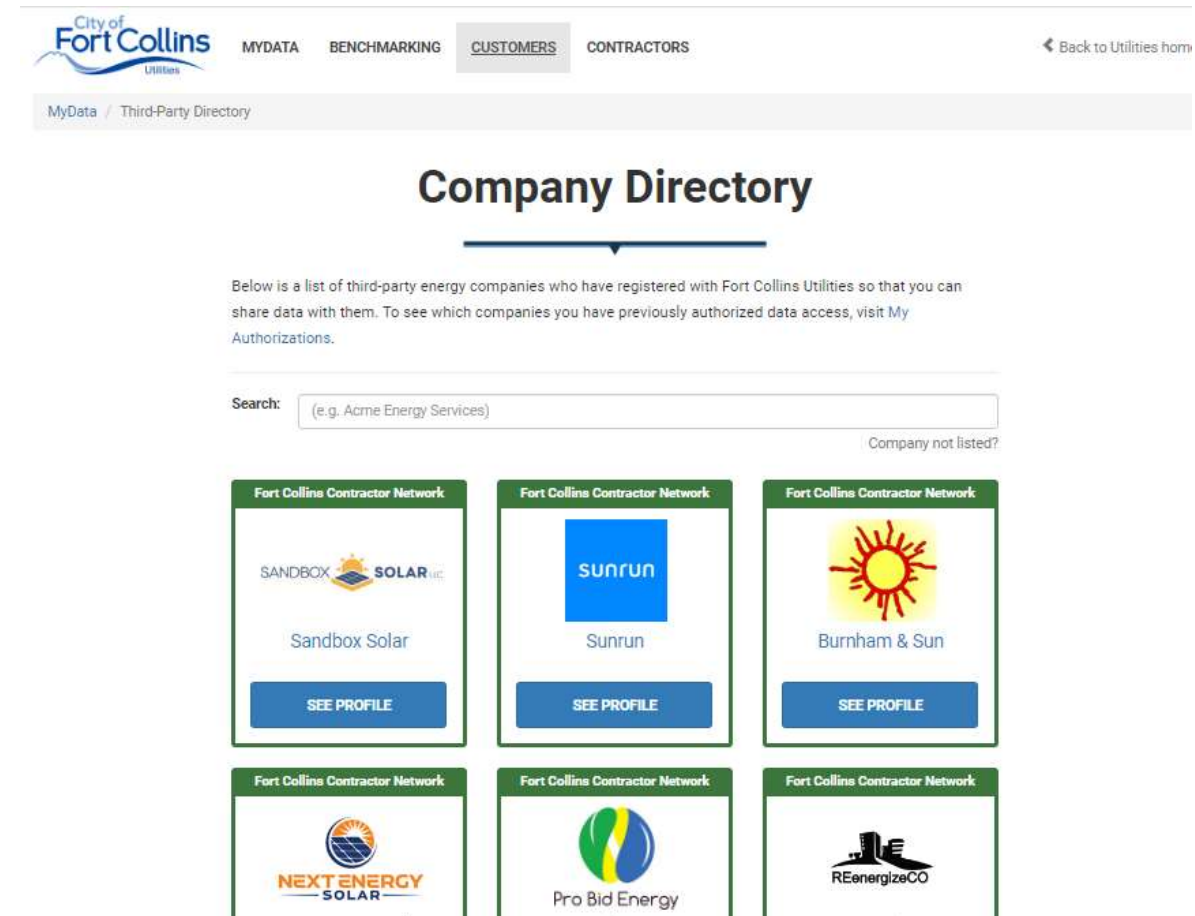 City of
Fort Collins
Utilities
MYDATA BENCHMARKING CUSTOMERS CONTRACTORS
Back to Utilities home
MyData / Third-Party Directory
Company Directory
Below is a list of third-party energy companies who have registered with Fort Collins Utilities so that you can
share data with them. To see which companies you have previously authorized data access, visit My
Authorizations.
Search: (e.g. Acme Energy Services)
Company not listed?
Fort Collins Contractor Network Fort Collins Contractor Network Fort Collins Contractor Network
SANDBOX SOLAR LLC
sunrun
Sandbox Solar Sunrun Burnham & Sun
SEE PROFILE SEE PROFILE SEE PROFILE
Fort Collins Contractor Network Fort Collins Contractor Network Fort Collins Contractor Network
NEXT ENERGY
SOLAR
Pro Bid Energy
REenergizeCO